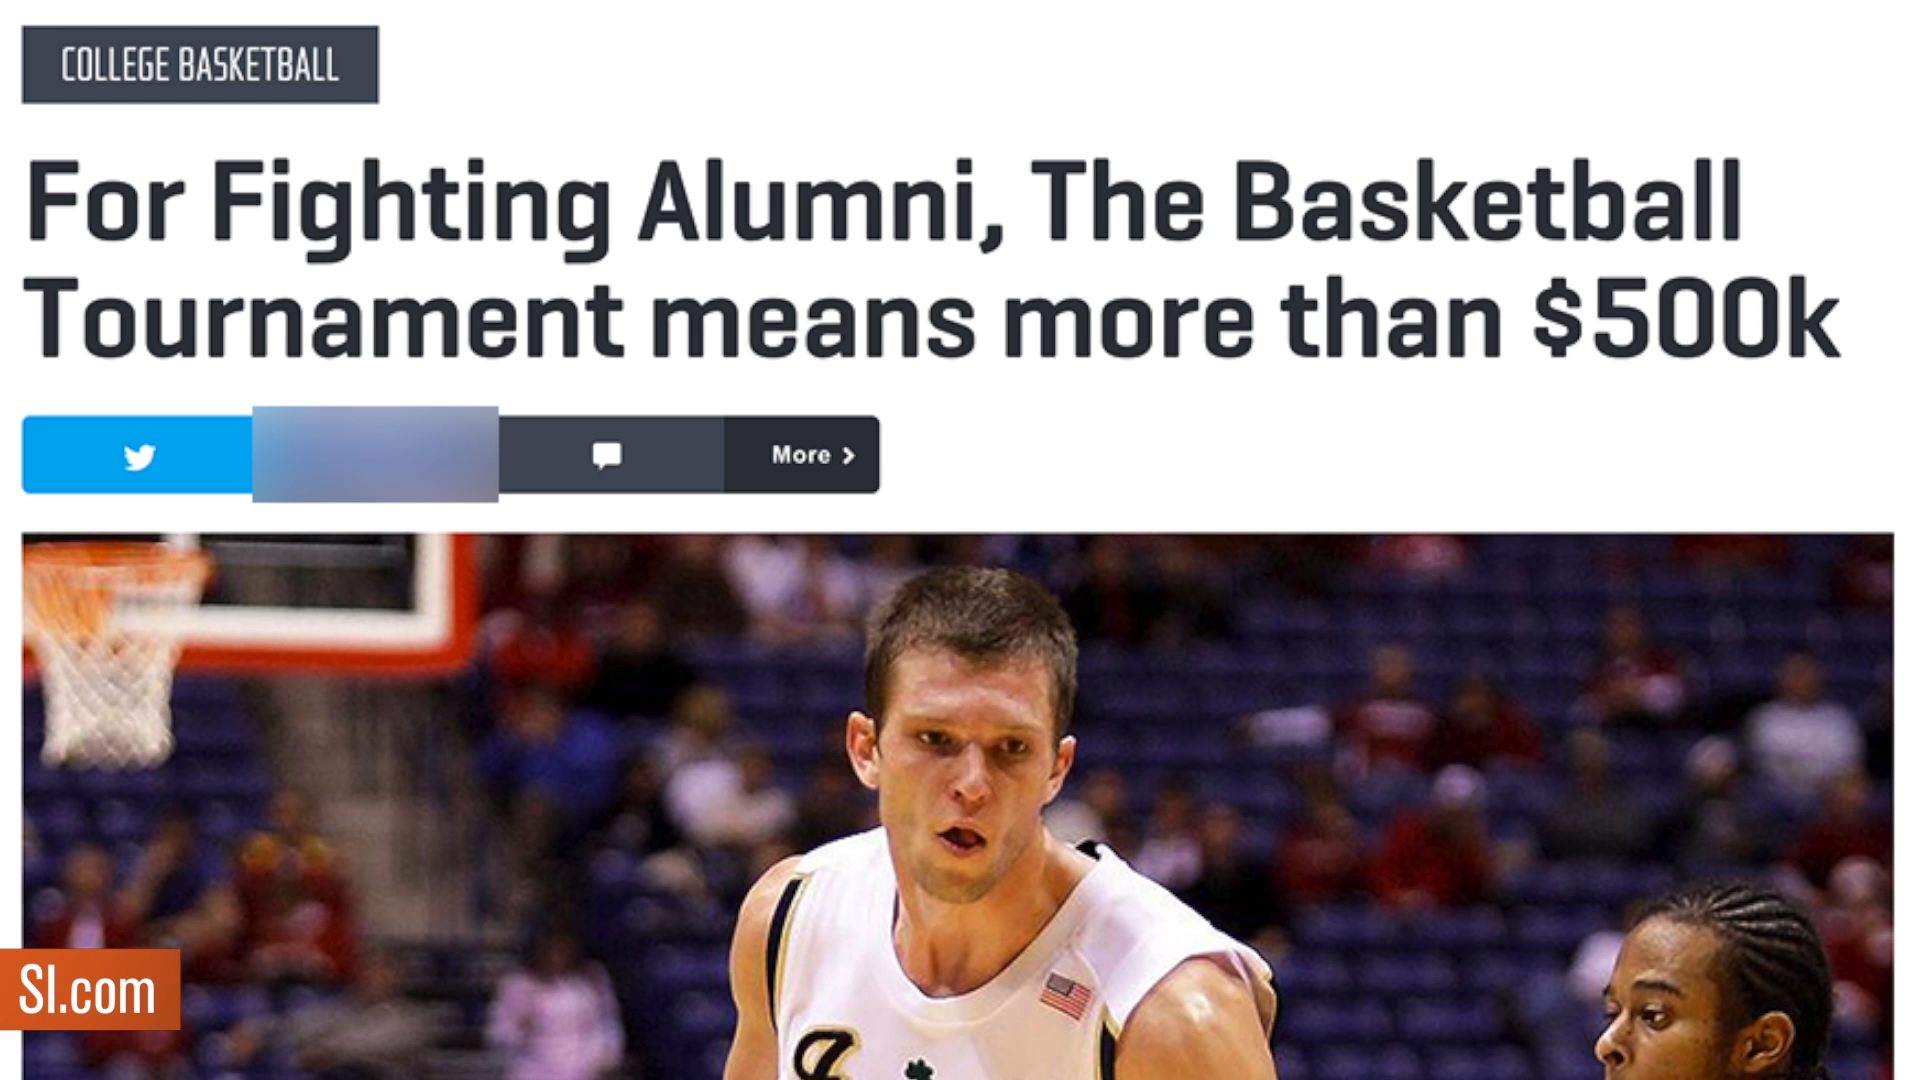 COLLEGE BASKETBALL
For Fighting Alumni, The Basketball
Tournament means more than $500k
More >
SI.com